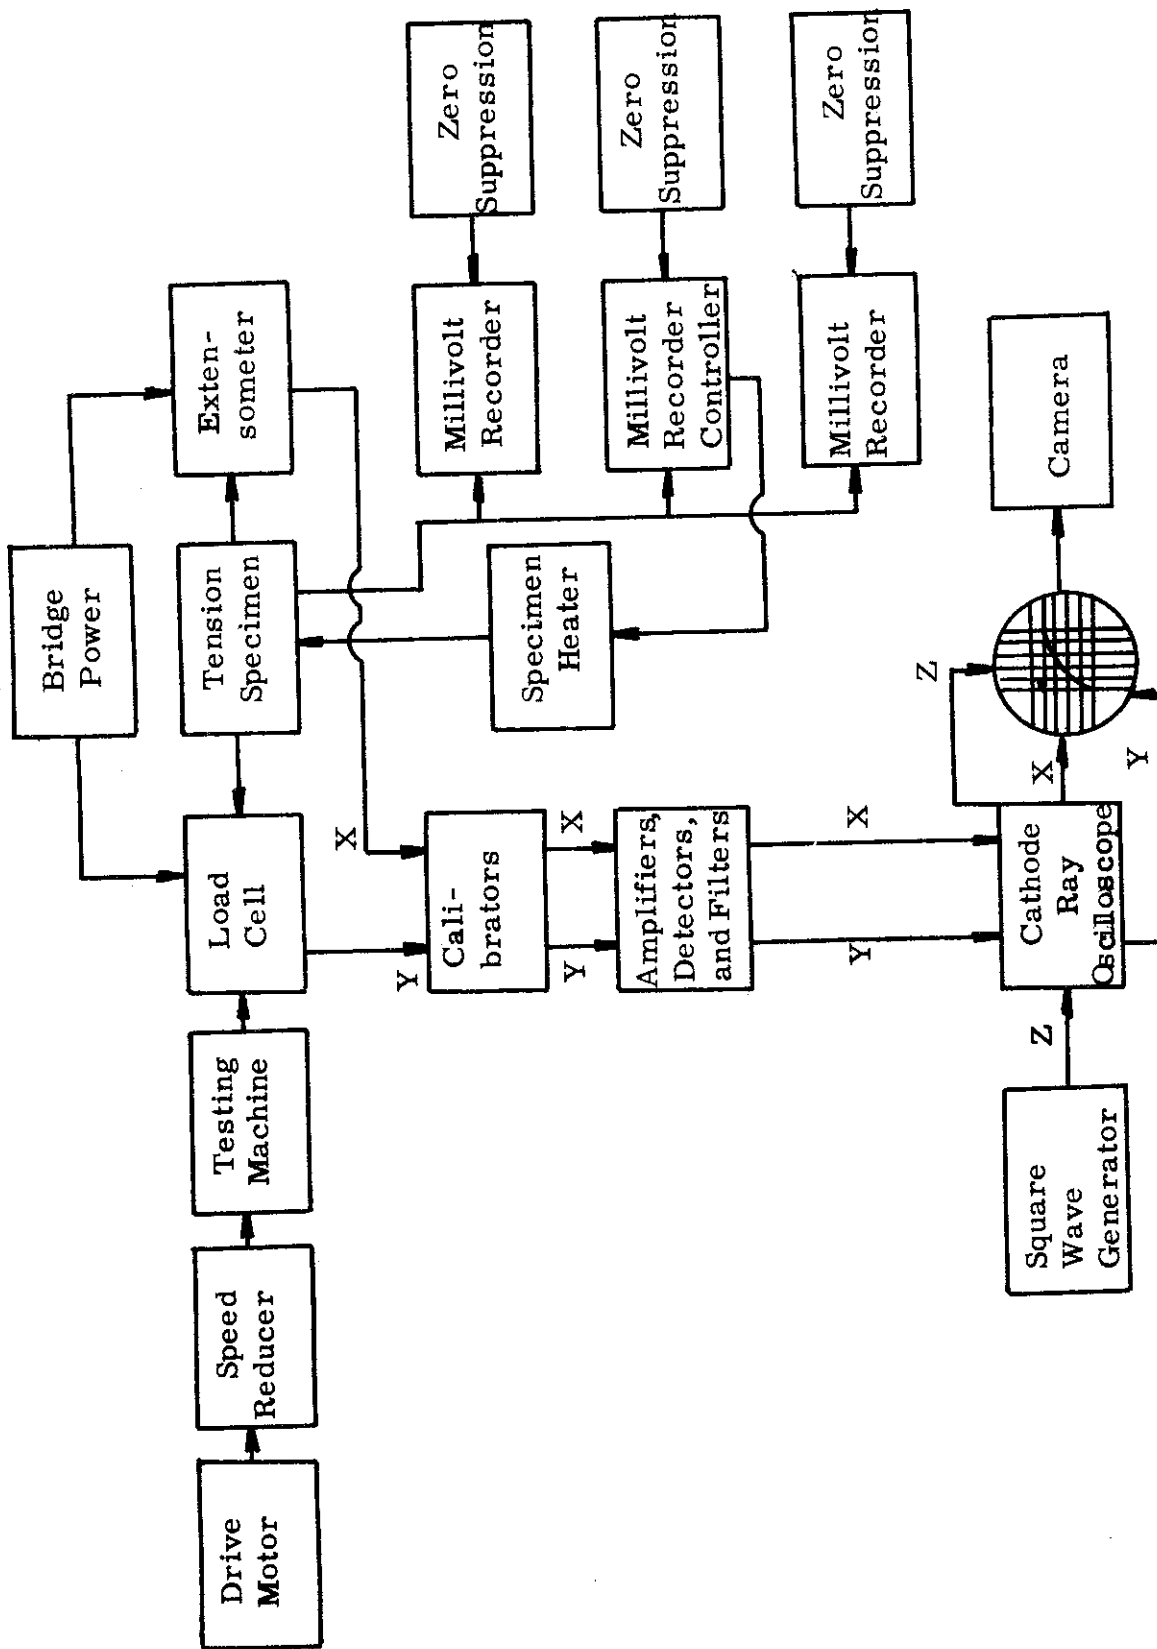 Bridge
Power
Drive
Motor
Speed
Reducer
Testing
Machine
Load
Cell
Tension
Specimen
Exten-
someter
Y
X
Cali-
brators
Y
X
Amplifiers,
Detectors,
and Filters
Y
X
Specimen
Heater
Millivolt
Recorder
Zero
Suppression
Millivolt
Recorder
Controller
Zero
Suppression
Millivolt
Recorder
Zero
Suppression
Square
Wave
Generator
Z
Cathode
Ray
Oscilloscope
Z
X
Y
Camera